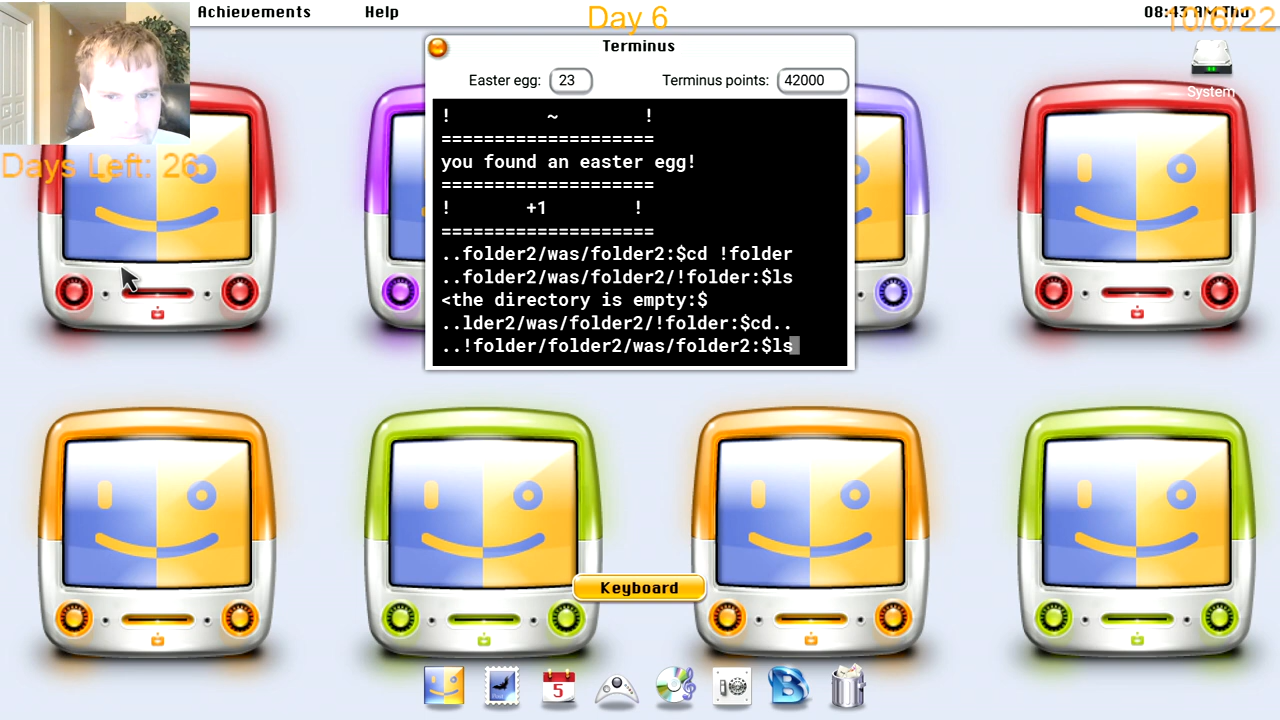 Achievements Help
Day 6
08:43 AM Thu
10/6/22
Days Left: 26
Terminus
Easter egg: 23 Terminus points: 42000
! ~ !
====================
you found an easter egg!
====================
! +1 !
====================
..folder2/was/folder2:$cd !folder
..folder2/was/folder2/!folder:$ls
<the directory is empty:$
..lder2/was/folder2/!folder:$cd..
..!folder/folder2/was/folder2:$ls
System
Keyboard
5